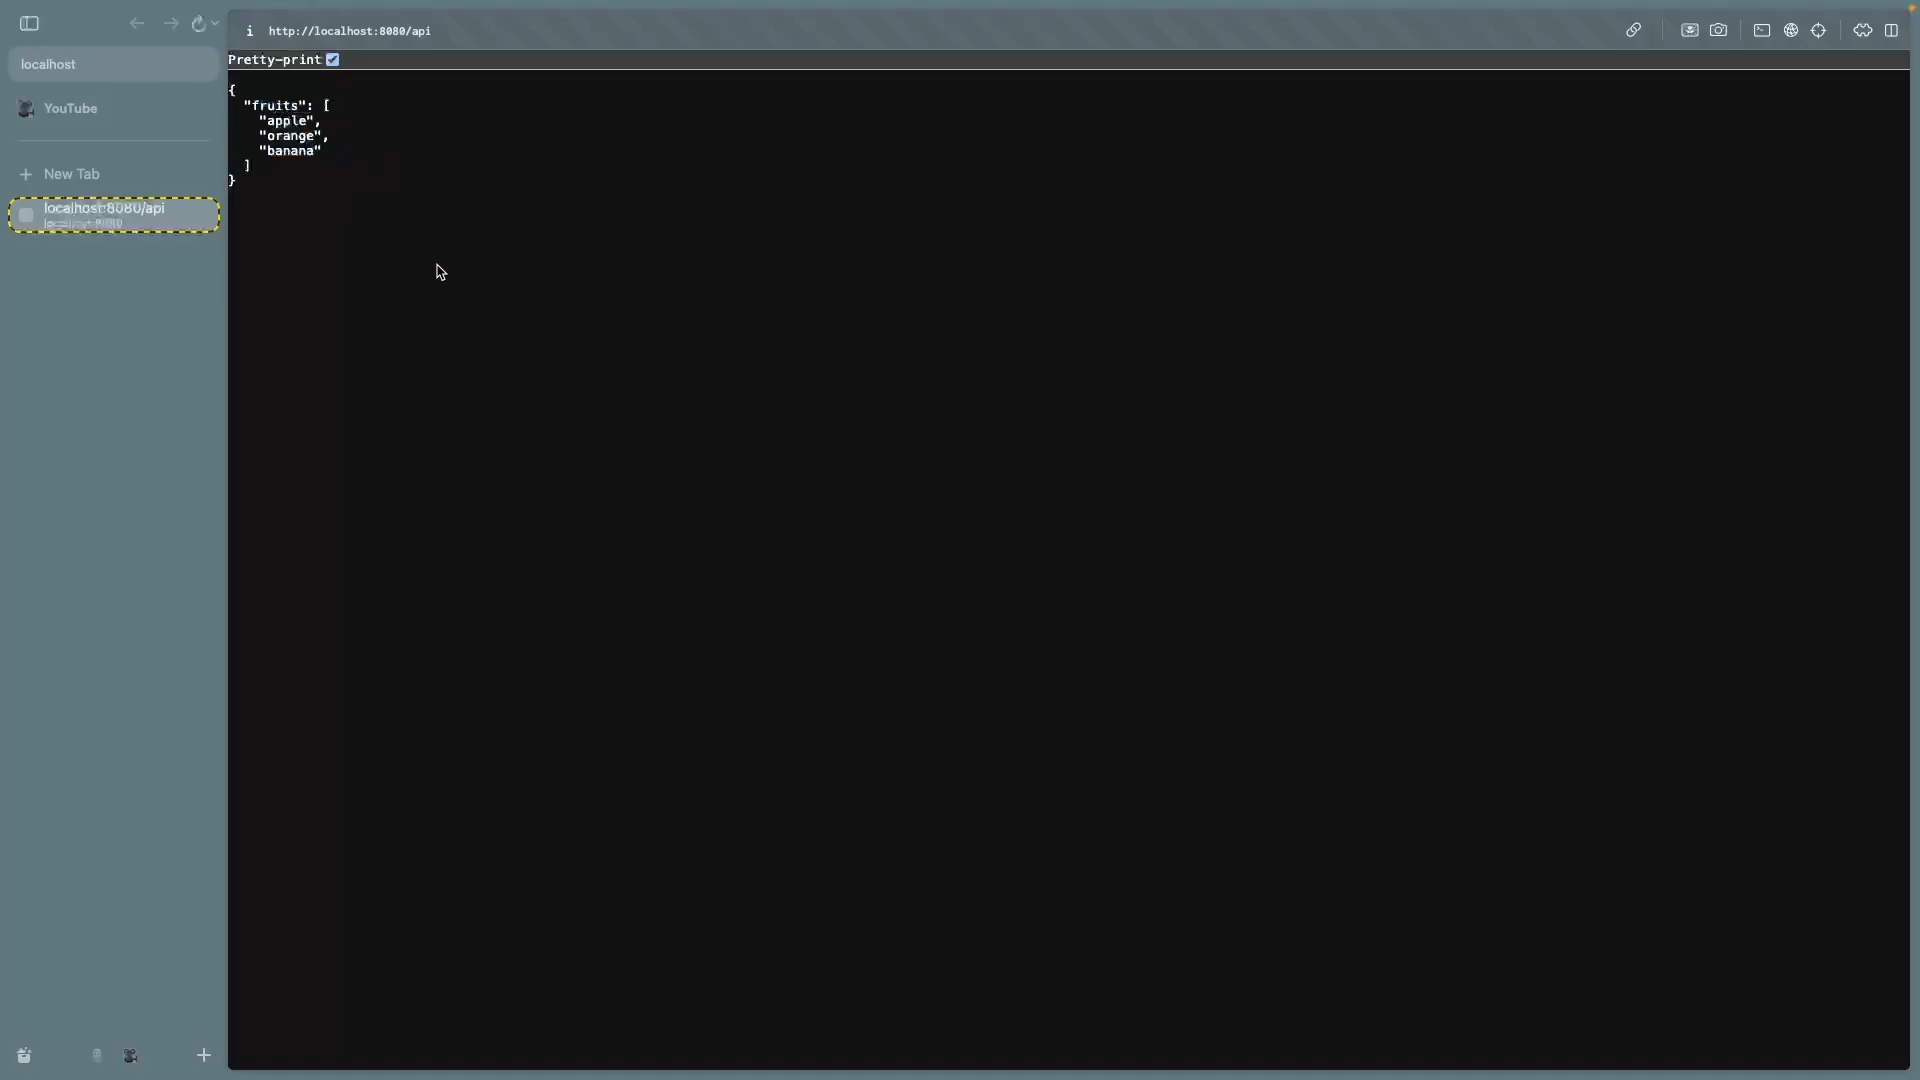 http://localhost:8080/api
localhost
Pretty-print
YouTube
{
"fruits": [
"apple",
"orange",
"banana"
]
}
New Tab
localhost:8080/api